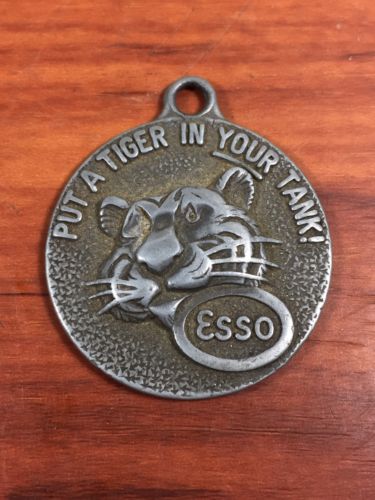 PUT A TIGER IN YOUR TANK!
Esso